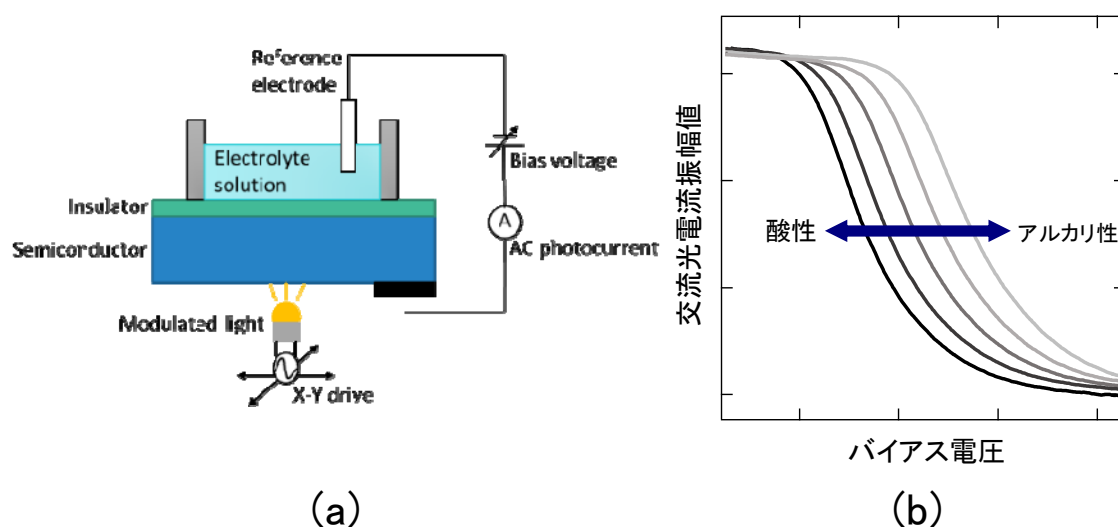 Reference
electrode
Electrolyte
solution
Bias voltage
Insulator
A
Semiconductor
AC photocurrent
Modulated light
X-Y drive
(a)
交流光電流振幅値
酸性
アルカリ性
バイアス電圧
(b)